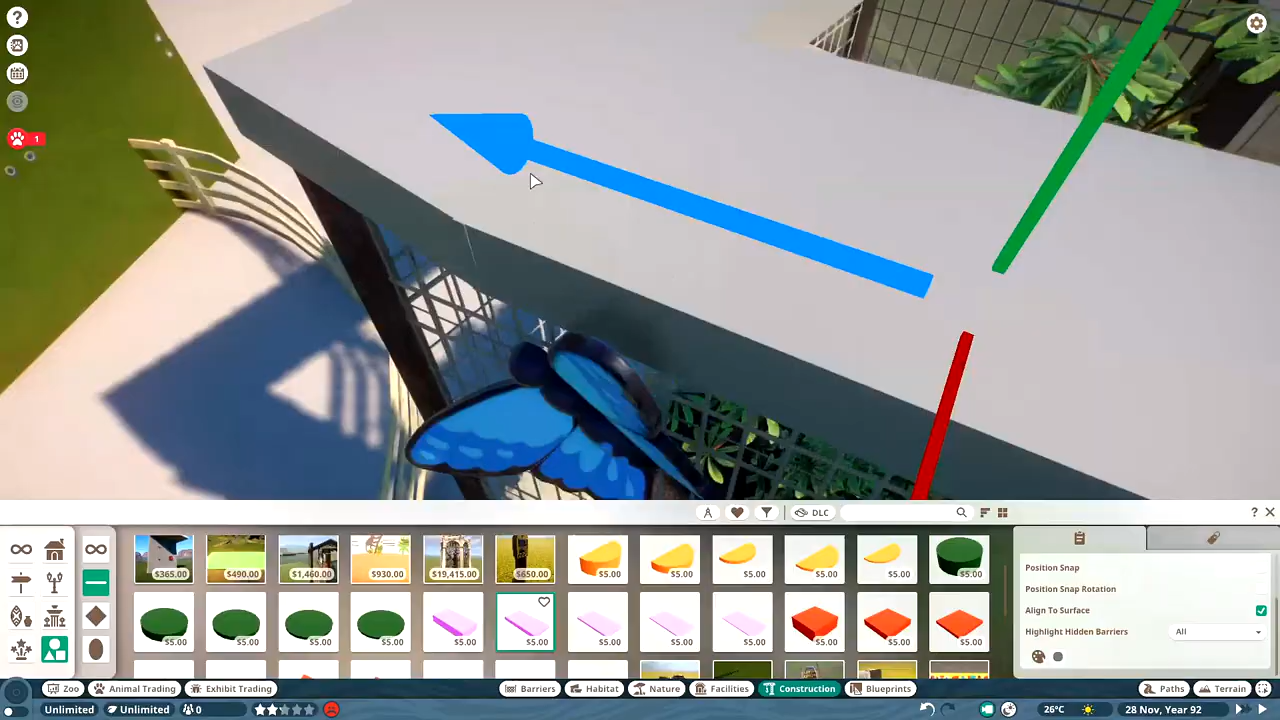 ?
1
DLC
? ×
$365.00 $490.00 $1,460.00 $930.00 $19,415.00 $650.00 $5.00 $5.00 $5.00 $5.00 $5.00 $5.00
$5.00 $5.00 $5.00 $5.00 $5.00 $5.00 $5.00 $5.00 $5.00 $5.00 $5.00 $5.00
Position Snap
Position Snap Rotation
Align To Surface
Highlight Hidden Barriers All
Zoo Animal Trading Exhibit Trading Barriers Habitat Nature Facilities Construction Blueprints Paths Terrain
Unlimited Unlimited 0 26°C 28 Nov, Year 92